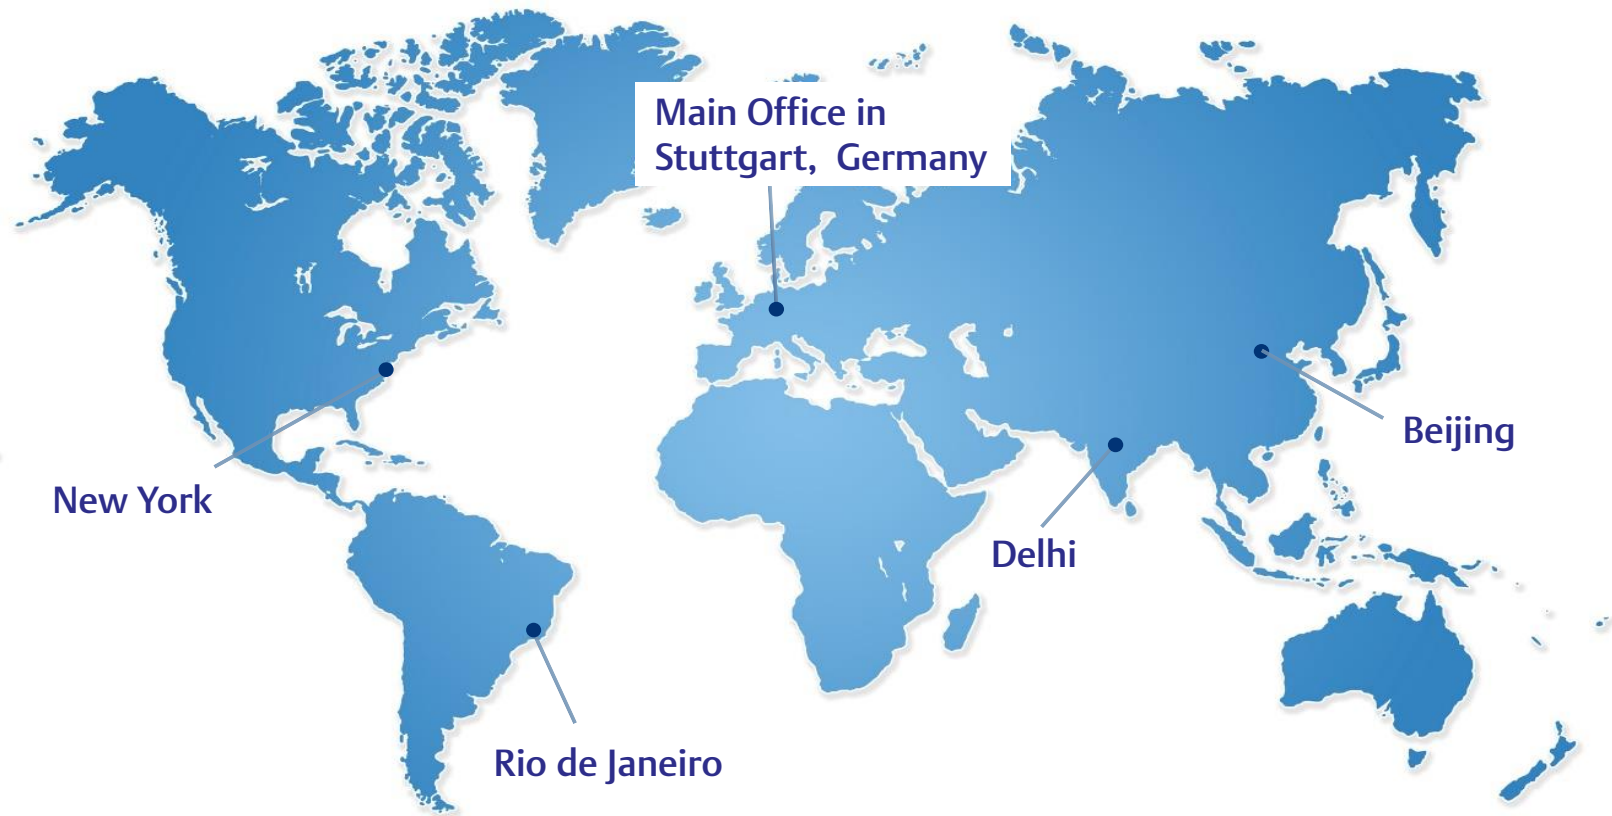 Main Office in
Stuttgart, Germany
Beijing
New York
Delhi
Rio de Janeiro